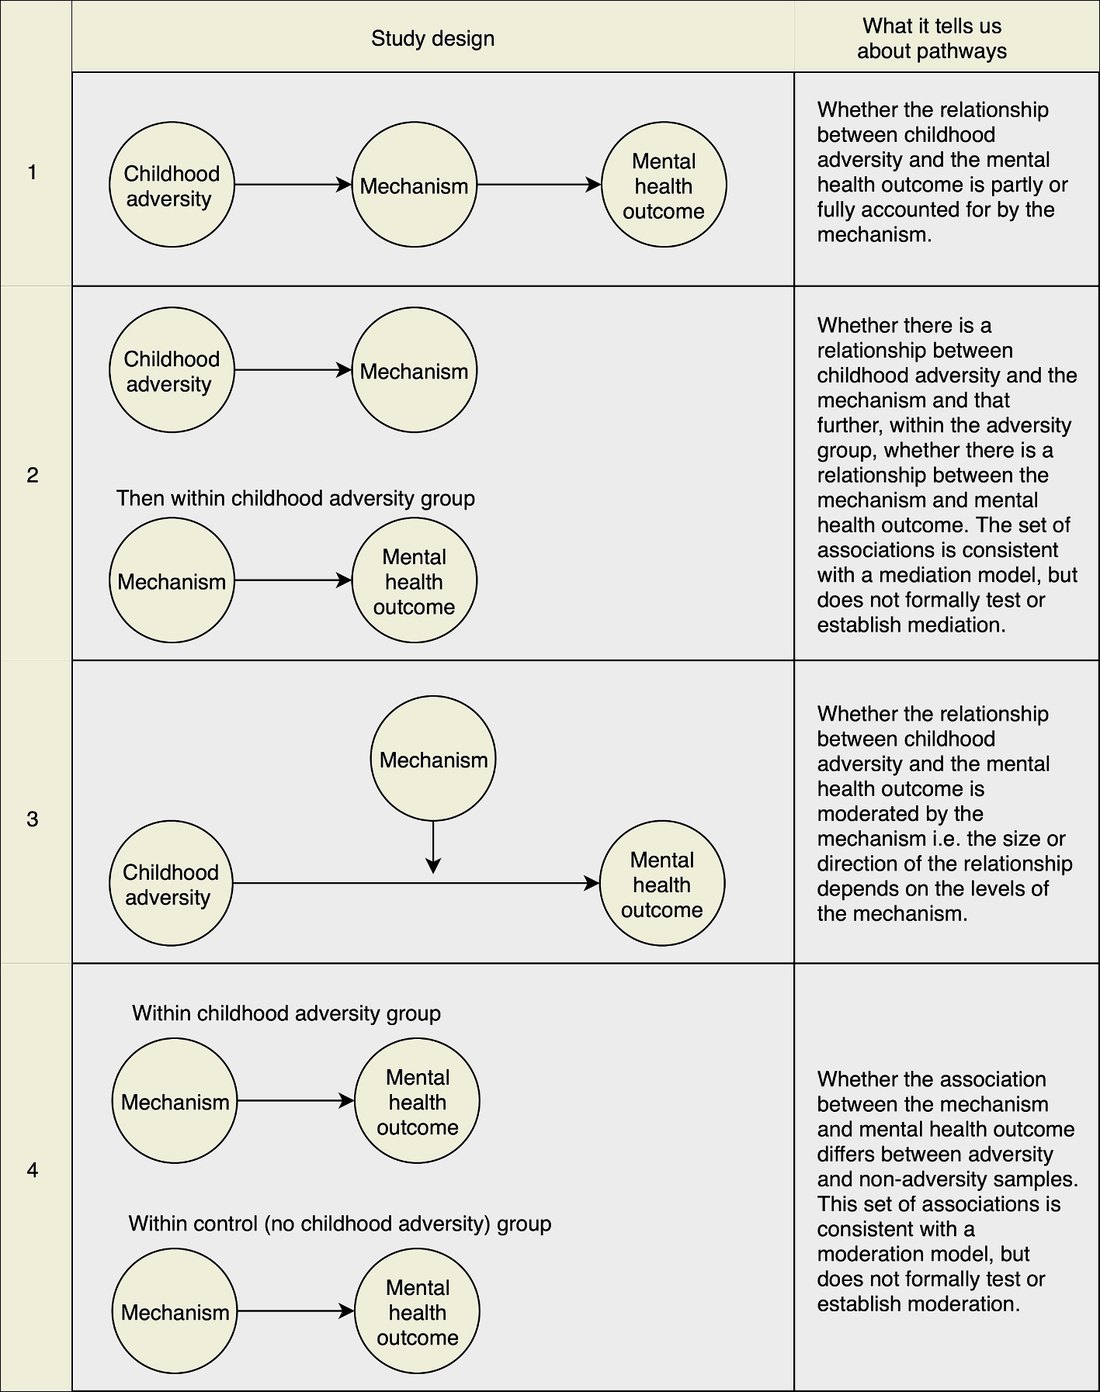 Study design
What it tells us
about pathways
1
Childhood
adversity
Mechanism
Mental
health
outcome
Whether the relationship
between childhood
adversity and the mental
health outcome is partly or
fully accounted for by the
mechanism.
2
Childhood
adversity
Mechanism
Then within childhood adversity group
Mechanism
Mental
health
outcome
Whether there is a
relationship between
childhood adversity and the
mechanism and that
further, within the adversity
group, whether there is a
relationship between the
mechanism and mental
health outcome. The set of
associations is consistent
with a mediation model, but
does not formally test or
establish mediation.
3
Mechanism
Childhood
adversity
Mental
health
outcome
Whether the relationship
between childhood
adversity and the mental
health outcome is
moderated by the
mechanism i.e. the size or
direction of the relationship
depends on the levels of
the mechanism.
4
Within childhood adversity group
Mechanism
Mental
health
outcome
Within control (no childhood adversity) group
Mechanism
Mental
health
outcome
Whether the association
between the mechanism
and mental health outcome
differs between adversity
and non-adversity samples.
This set of associations is
consistent with a
moderation model, but
does not formally test or
establish moderation.